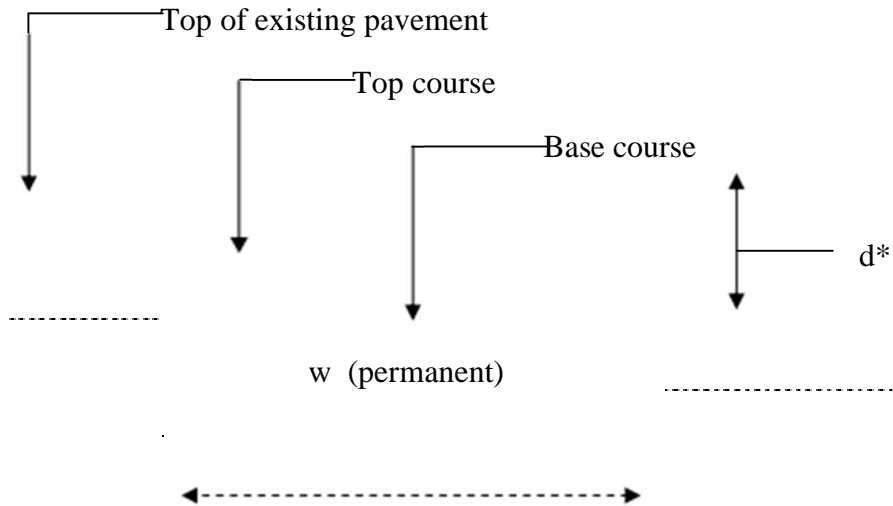 Top of existing pavement
Top course
Base course
d*
w (permanent)